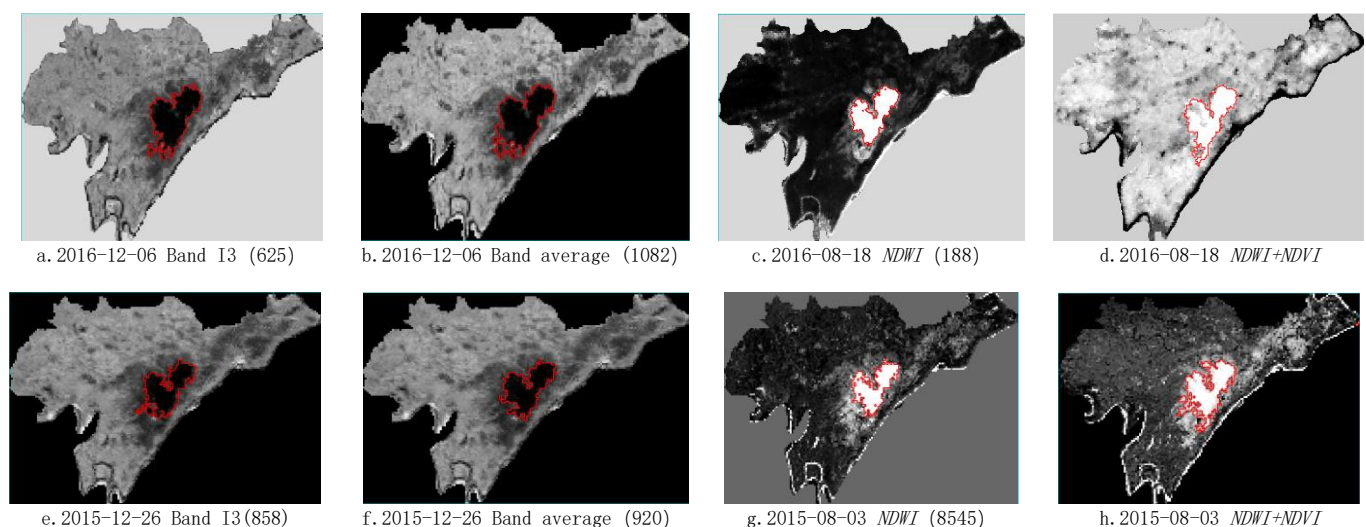 a.2016-12-06 Band I3 (625)
b.2016-12-06 Band average (1082)
c.2016-08-18 NDWI (188)
d.2016-08-18 NDWI+NDVI
e.2015-12-26 Band I3(858)
f.2015-12-26 Band average (920)
g.2015-08-03 NDWI (8545)
h.2015-08-03 NDWI+NDVI